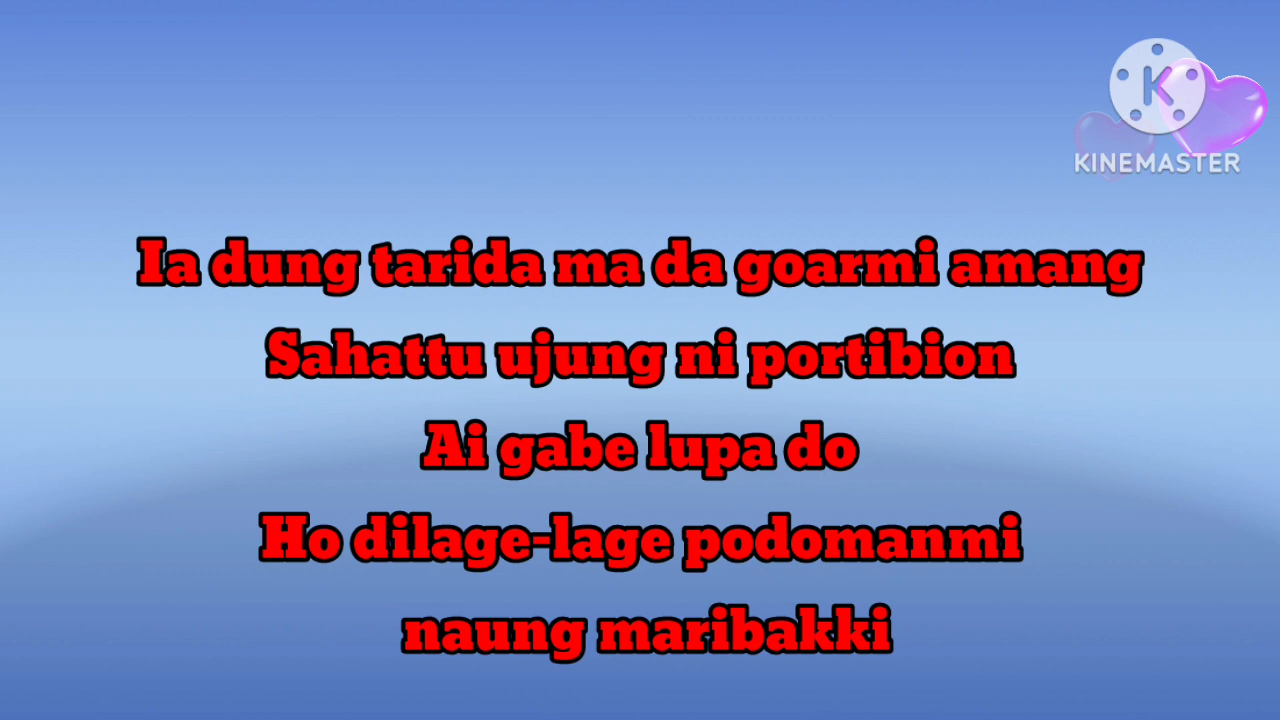 KINEMASTER
Ia dung tarida ma da goarmi amang
Sahattu ujung ni portibion
Ai gabe lupa do
Ho dilage-lage podomanmi
naung maribakki